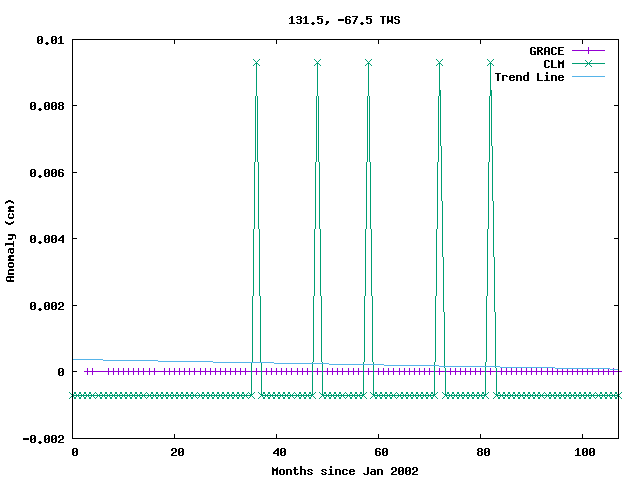 131.5, -67.5 TWS
0.01
GRACE
CLM
Trend Line
0.008
0.006
0.004
0.002
0
-0.002
Anomaly (cm)
0 20 40 60 80 100
Months since Jan 2002